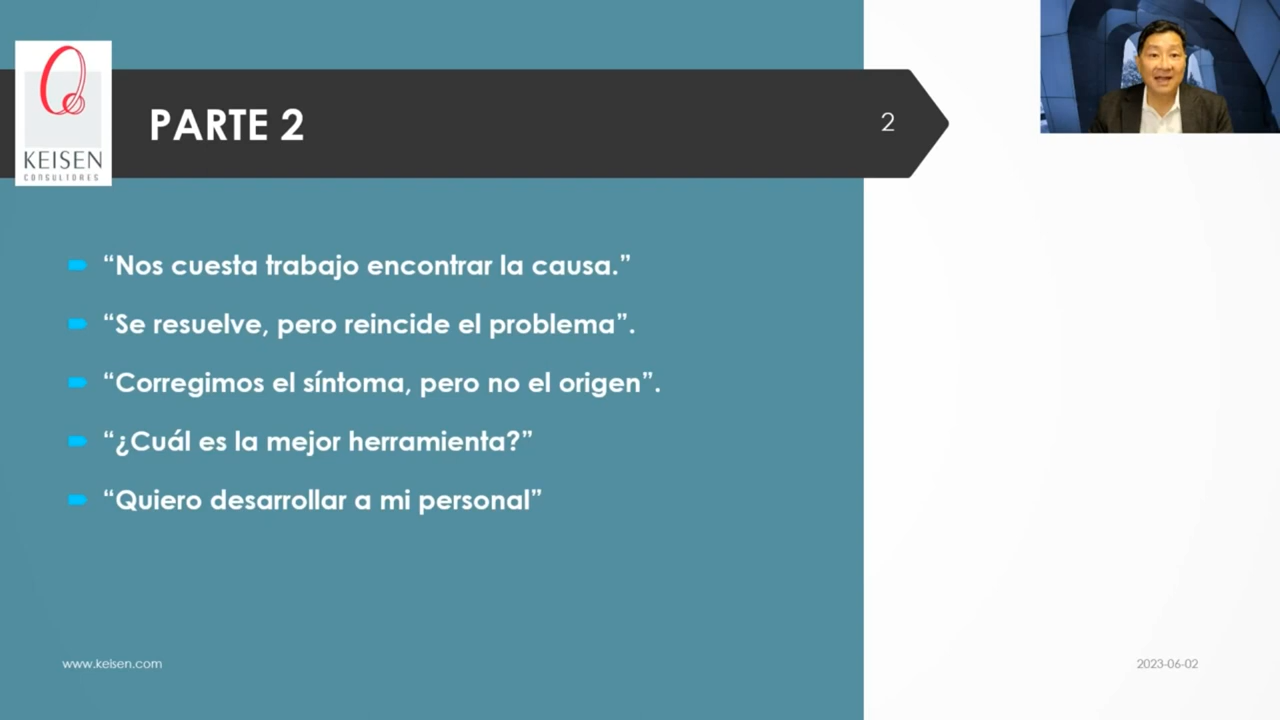 KEISEN
CONSULTORES
PARTE 2
2
“Nos cuesta trabajo encontrar la causa.”
“Se resuelve, pero reincide el problema”.
“Corregimos el síntoma, pero no el origen”.
“¿Cuál es la mejor herramienta?”
“Quiero desarrollar a mi personal”
www.keisen.com
2023-06-02